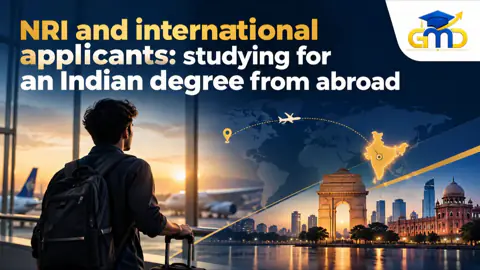 NRI and international
applicants: studying for
an Indian degree from abroad
GMD